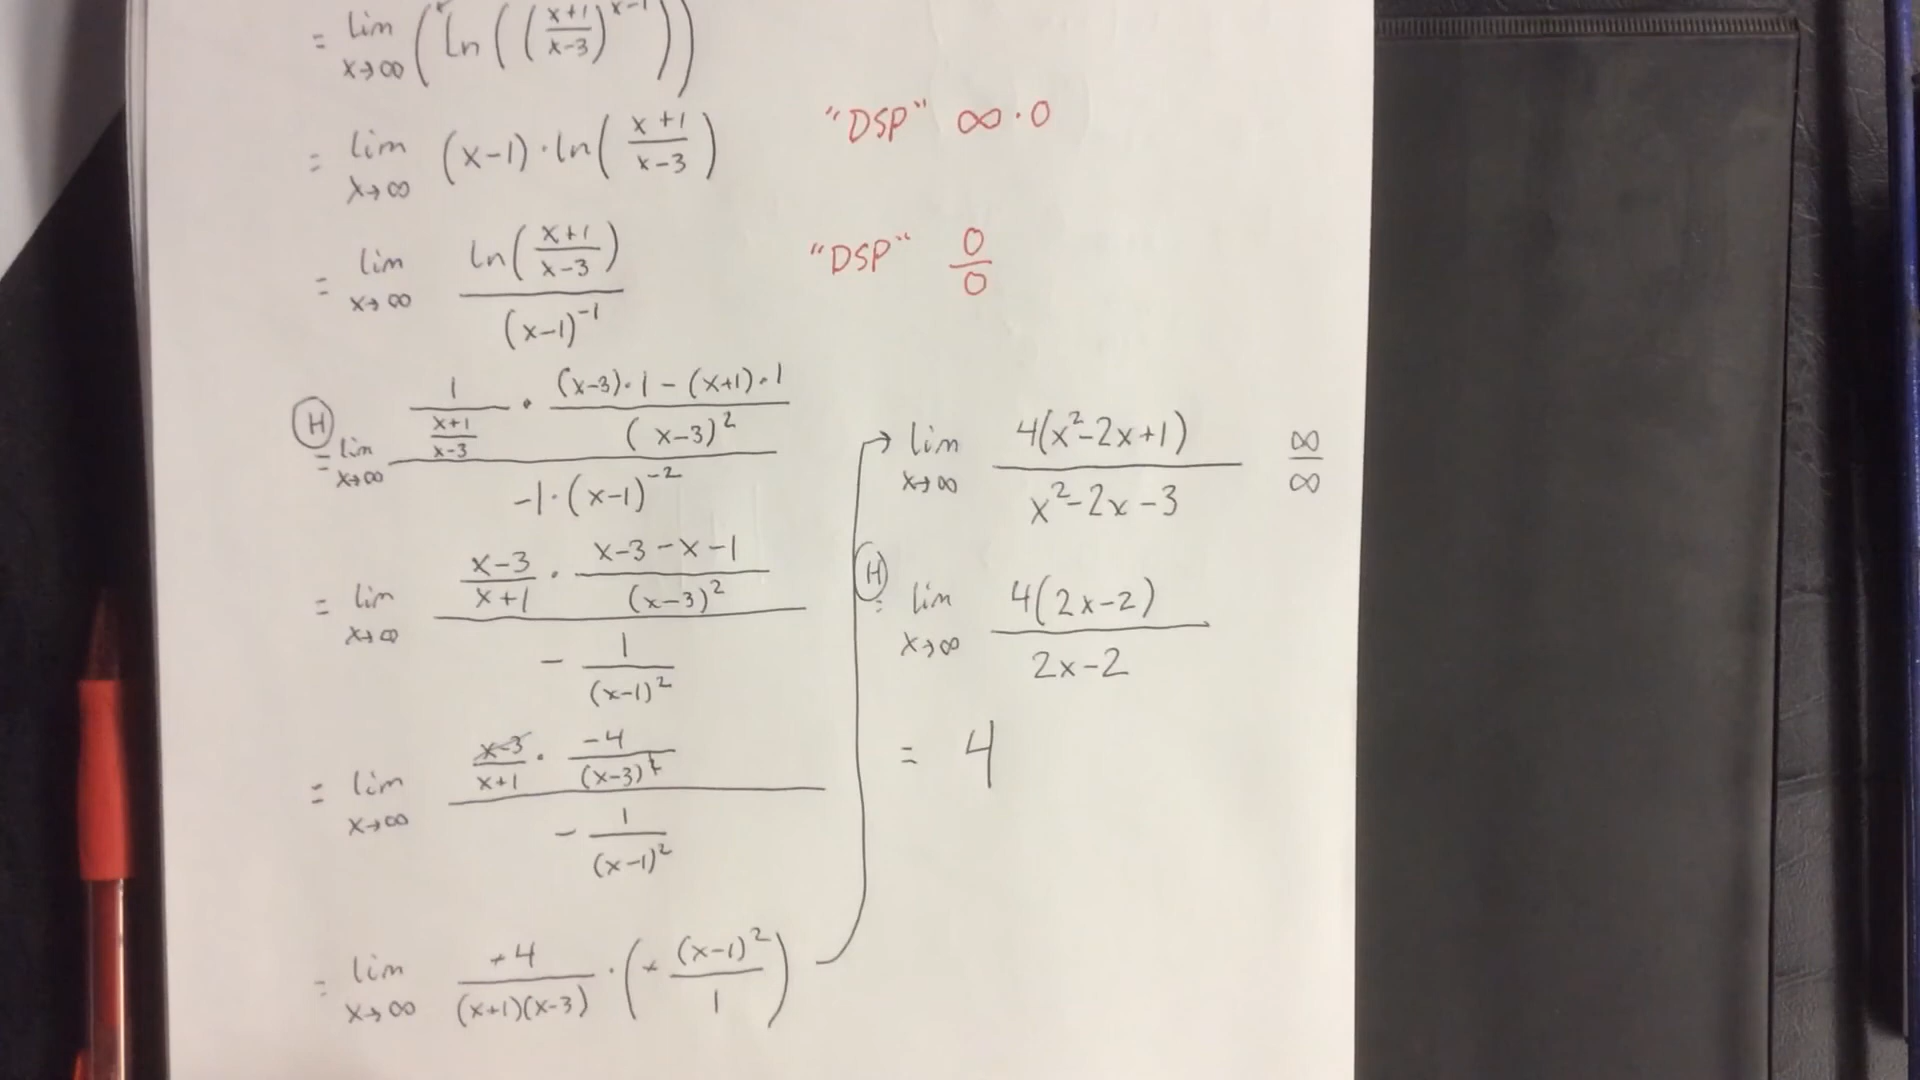 = lim x→∞ ( ln ( ( (x+1)/(x-3) )^(x-1) ) )
= lim x→∞ (x-1) · ln( (x+1)/(x-3) ) "DSP" ∞ · 0
= lim x→∞ ln( (x+1)/(x-3) ) / (x-1)^-1 "DSP" 0/0
Ⓗ = lim x→∞ [ 1/((x+1)/(x-3)) · ((x-3)·1 - (x+1)·1)/(x-3)^2 ] / [ -1·(x-1)^-2 ]
= lim x→∞ [ (x-3)/(x+1) · (x-3-x-1)/(x-3)^2 ] / [ - 1/(x-1)^2 ]
= lim x→∞ [ (x-3)/(x+1) · -4/(x-3)^2 ] / [ - 1/(x-1)^2 ]
= lim x→∞ +4/((x+1)(x-3)) · ( + (x-1)^2/1 )
→ lim x→∞ 4(x^2-2x+1) / (x^2-2x-3) ∞/∞
Ⓗ = lim x→∞ 4(2x-2) / (2x-2)
= 4